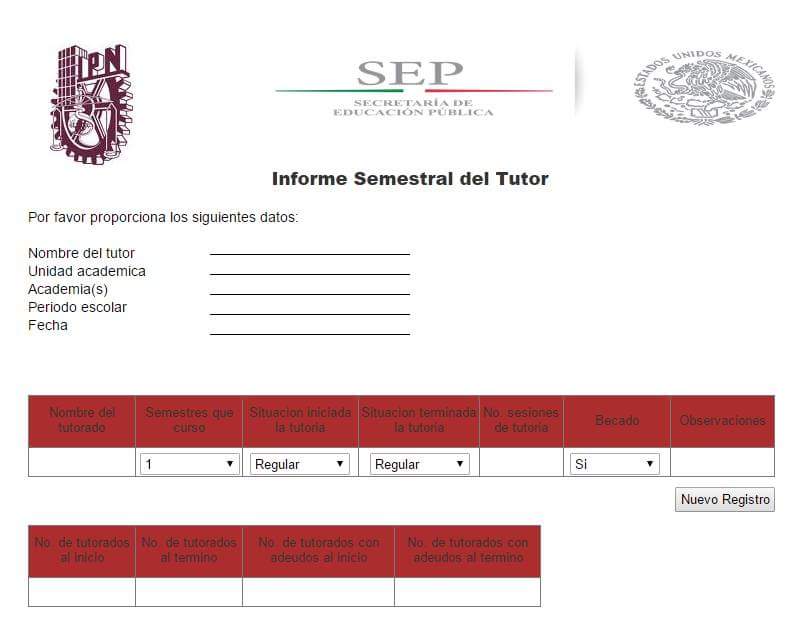 IPN
SEP
SECRETARÍA DE
EDUCACIÓN PÚBLICA
ESTADOS UNIDOS MEXICANOS
Informe Semestral del Tutor
Por favor proporciona los siguientes datos:
Nombre del tutor
Unidad academica
Academia(s)
Periodo escolar
Fecha
Nombre del tutorado
Semestres que curso
Situacion iniciada la tutoria
Situacion terminada la tutoria
No. sesiones de tutoria
Becado
Observaciones
1
Regular
Regular
Si
Nuevo Registro
No. de tutorados al inicio
No. de tutorados al termino
No. de tutorados con adeudos al inicio
No. de tutorados con adeudos al termino